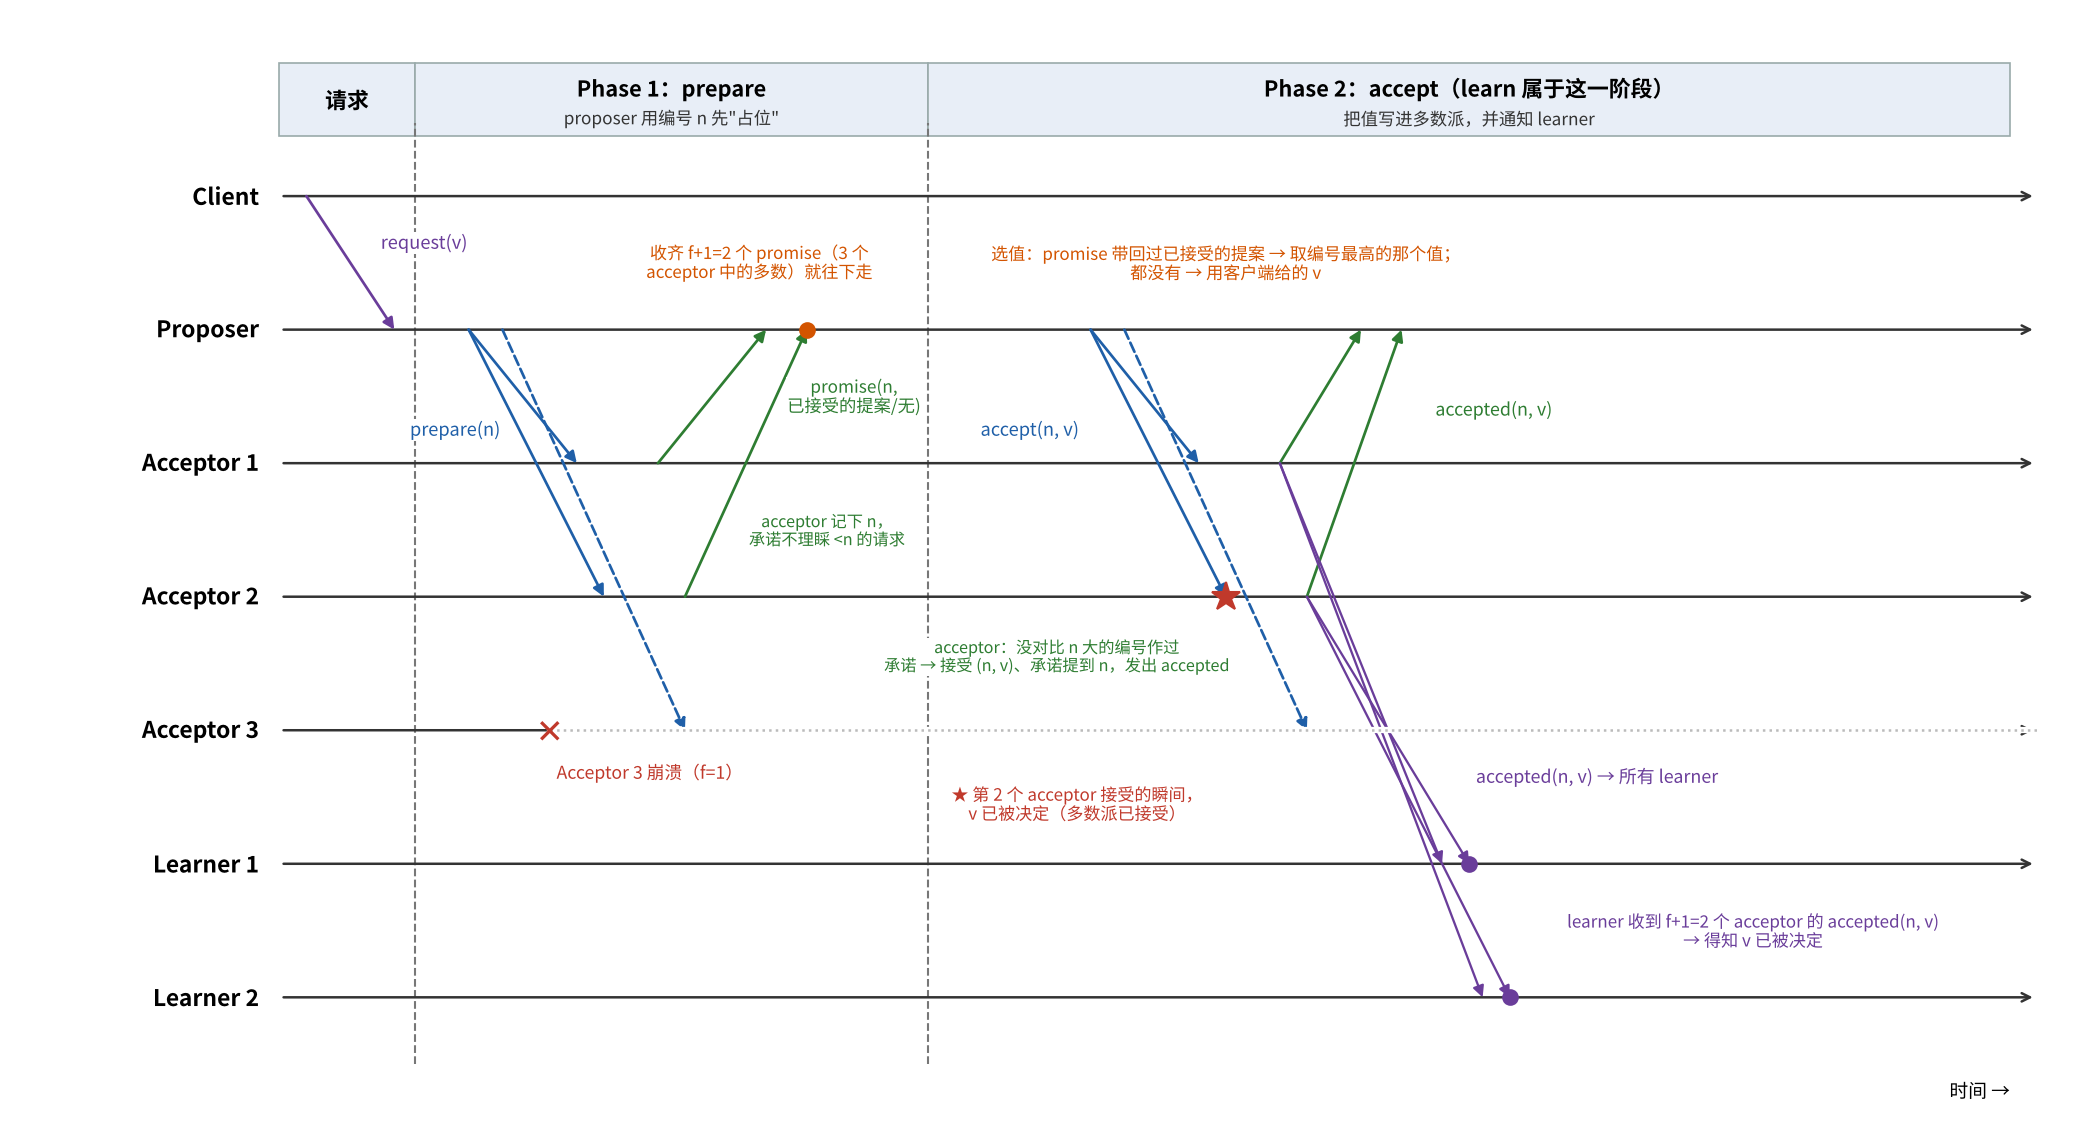 请求
Phase 1：prepare
proposer 用编号 n 先"占位"
Phase 2：accept（learn 属于这一阶段）
把值写进多数派，并通知 learner
Client
request(v)
收齐 f+1=2 个 promise（3 个
acceptor 中的多数）就往下走
选值：promise 带回过已接受的提案 → 取编号最高的那个值；
都没有 → 用客户端给的 v
Proposer
promise(n,
已接受的提案/无)
prepare(n)
accept(n, v)
accepted(n, v)
Acceptor 1
acceptor 记下 n，
承诺不理睬 <n 的请求
Acceptor 2
acceptor：没对比 n 大的编号作过
承诺 → 接受 (n, v)、承诺提到 n，发出 accepted
Acceptor 3
Acceptor 3 崩溃（f=1）
★ 第 2 个 acceptor 接受的瞬间，
v 已被决定（多数派已接受）
accepted(n, v) → 所有 learner
Learner 1
learner 收到 f+1=2 个 acceptor 的 accepted(n, v)
→ 得知 v 已被决定
Learner 2
时间 →